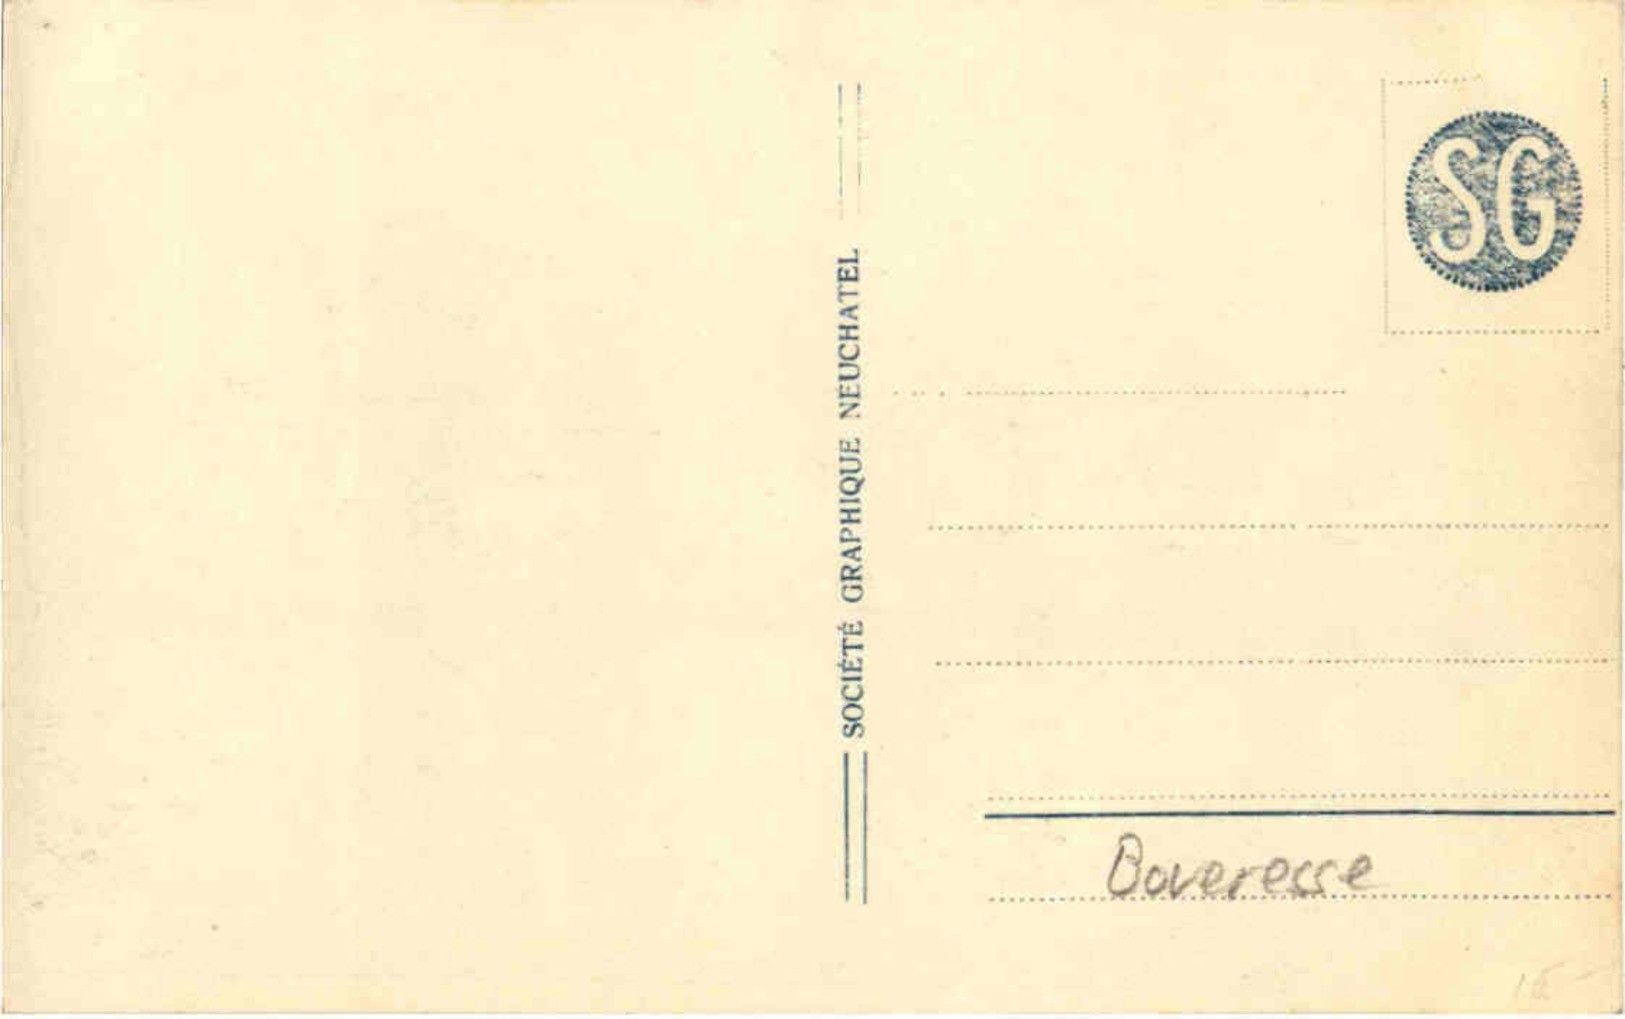 SOCIÉTÉ GRAPHIQUE NEUCHATEL
SG
Boveresse